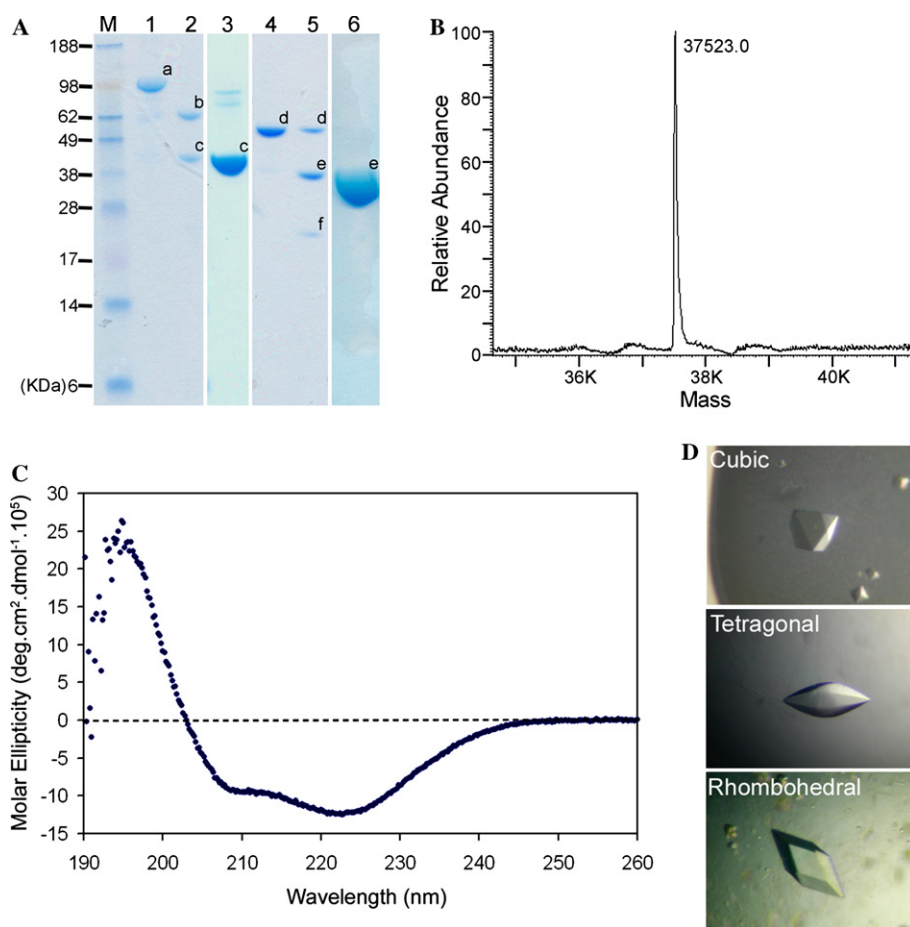 A
M 1 2 3 4 5 6
188
98
62
49
38
28
17
14
(KDa)6
a
b
c
c
d
d
e
f
e
B
37523.0
100
80
60
40
20
0
Relative Abundance
36K 38K 40K
Mass
C
30
25
20
15
10
5
0
-5
-10
-15
Molar Ellipticity (deg.cm².dmol⁻¹.10⁵)
190 200 210 220 230 240 250 260
Wavelength (nm)
D
Cubic
Tetragonal
Rhombohedral